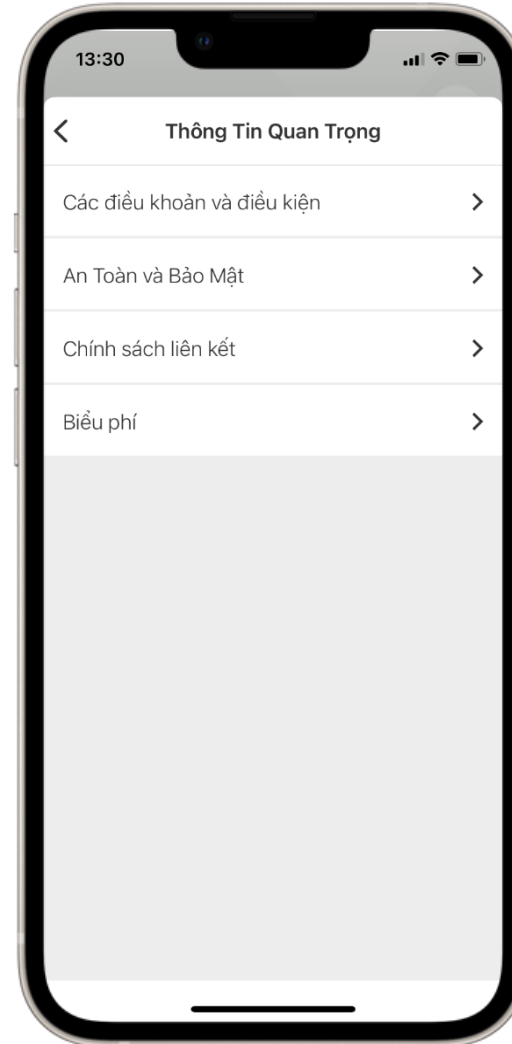 13:30
Thông Tin Quan Trọng
Các điều khoản và điều kiện
An Toàn và Bảo Mật
Chính sách liên kết
Biểu phí